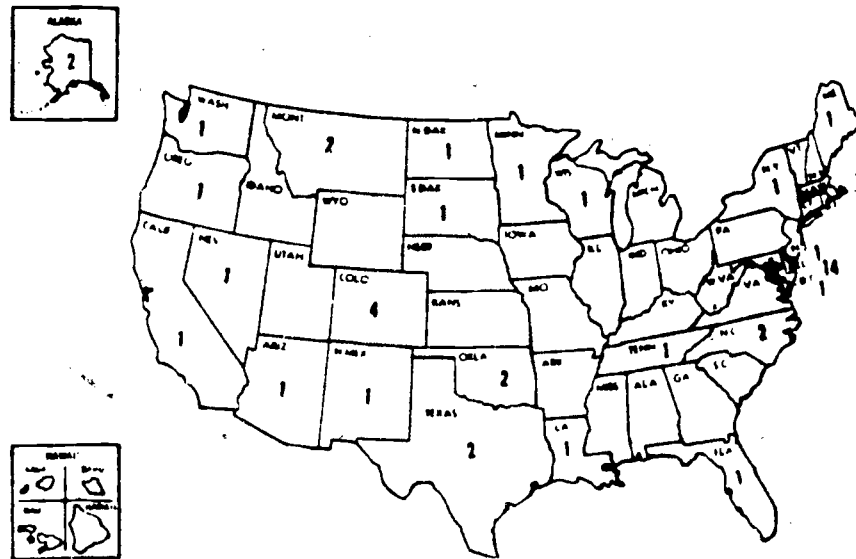 ALASKA
2
WASH
1
MONT
2
N DAK
1
MINN
1
ME
1
OREG
1
IDAHO
S DAK
1
WIS
1
MICH
N Y
1
VT
WYO
CALIF
1
NEV
1
UTAH
COLO
4
NEBR
IOWA
ILL
IND
OHIO
PA
1
14
1
KANS
MO
KY
W VA
VA
ARIZ
1
N MEX
1
OKLA
2
ARK
TENN
1
N C
2
S C
TEXAS
2
LA
1
MISS
ALA
GA
FLA
1
HAWAII